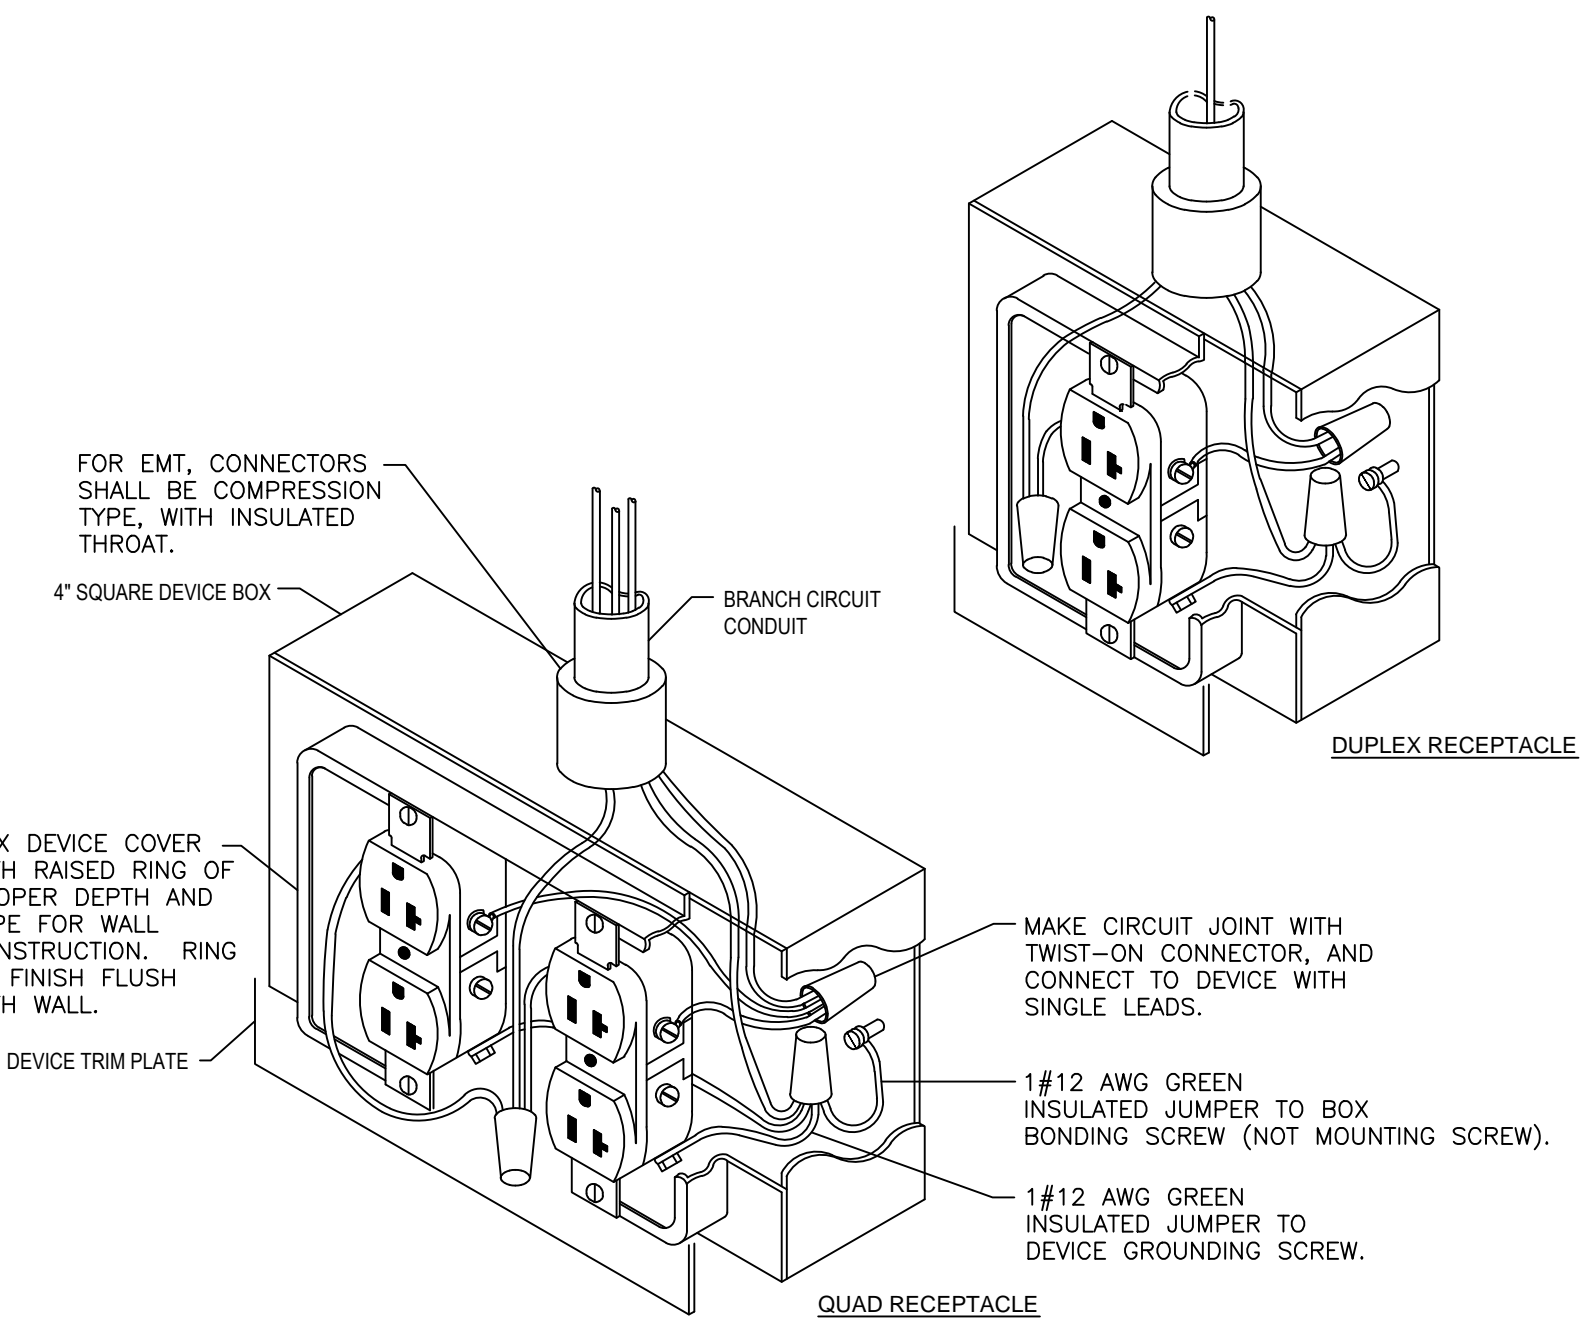 FOR EMT, CONNECTORS
SHALL BE COMPRESSION
TYPE, WITH INSULATED
THROAT.
4" SQUARE DEVICE BOX
BRANCH CIRCUIT
CONDUIT
DUPLEX RECEPTACLE
X DEVICE COVER
TH RAISED RING OF
OPER DEPTH AND
PE FOR WALL
NSTRUCTION. RING
FINISH FLUSH
TH WALL.
DEVICE TRIM PLATE
MAKE CIRCUIT JOINT WITH
TWIST-ON CONNECTOR, AND
CONNECT TO DEVICE WITH
SINGLE LEADS.
1#12 AWG GREEN
INSULATED JUMPER TO BOX
BONDING SCREW (NOT MOUNTING SCREW).
1#12 AWG GREEN
INSULATED JUMPER TO
DEVICE GROUNDING SCREW.
QUAD RECEPTACLE